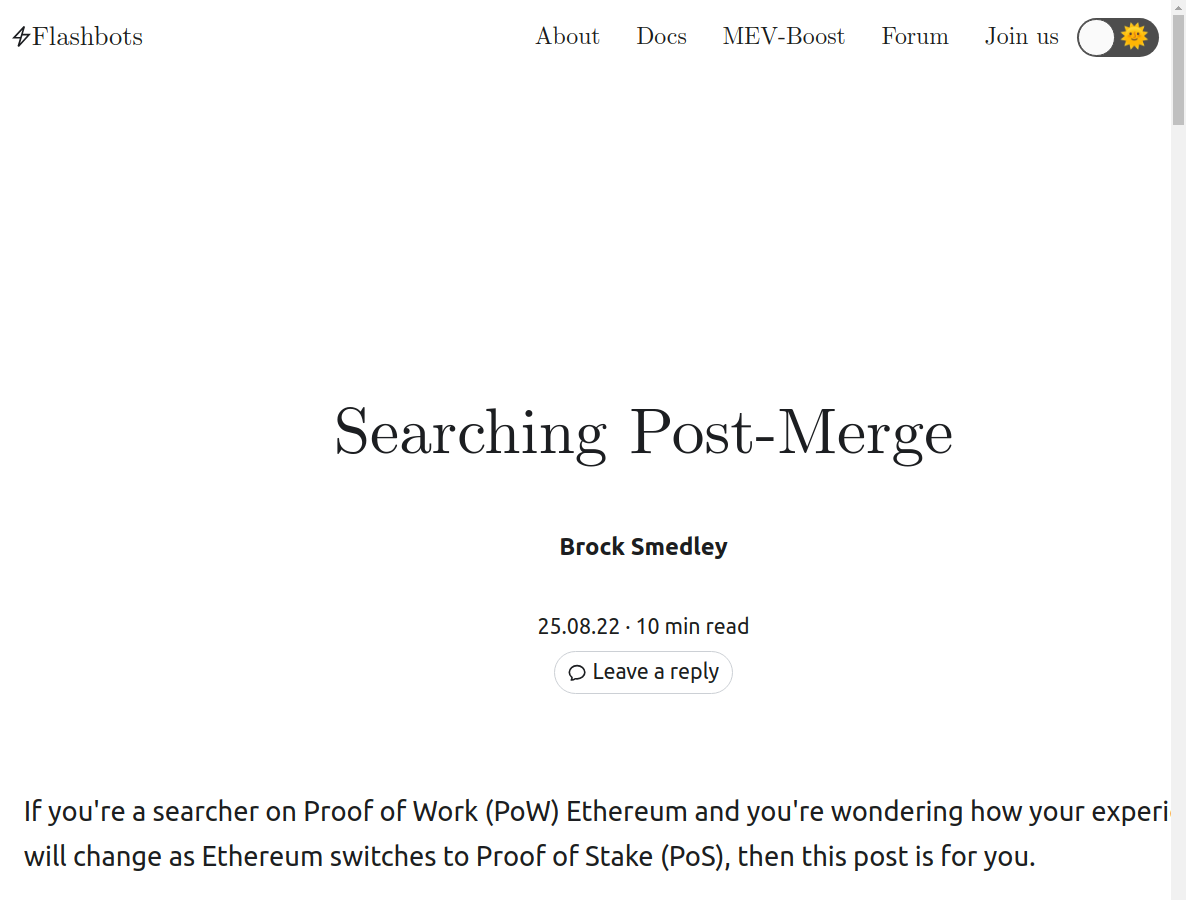 Flashbots
About Docs MEV-Boost Forum Join us
Searching Post-Merge
Brock Smedley
25.08.22 · 10 min read
Leave a reply
If you're a searcher on Proof of Work (PoW) Ethereum and you're wondering how your
will change as Ethereum switches to Proof of Stake (PoS), then this post is for you.